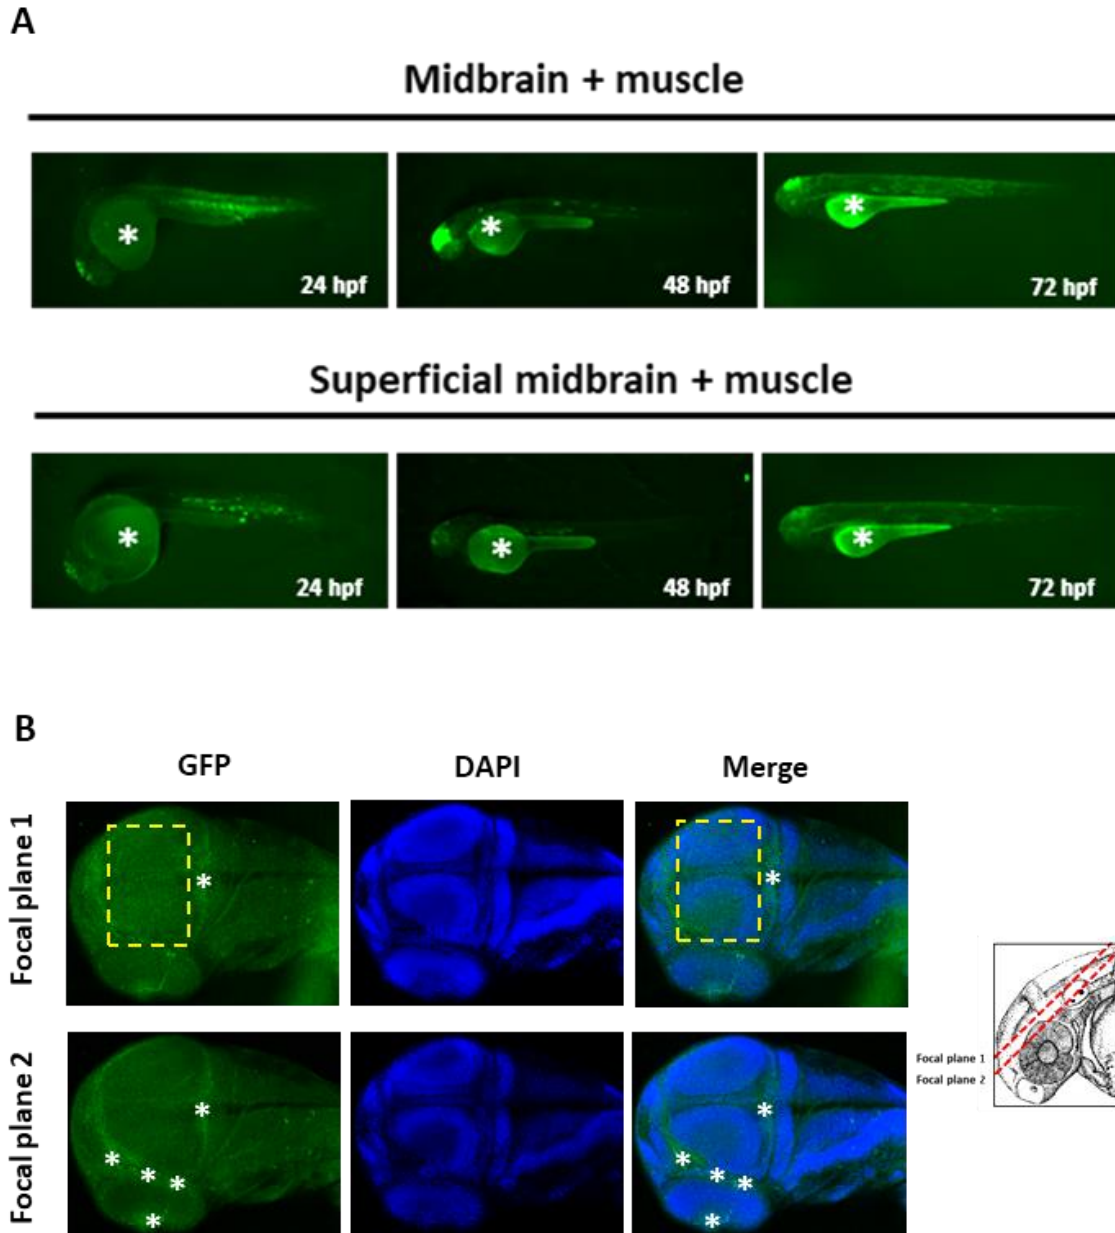 A
Midbrain + muscle
*
24 hpf
*
48 hpf
*
72 hpf
Superficial midbrain + muscle
*
24 hpf
*
48 hpf
*
72 hpf
B
GFP
DAPI
Merge
Focal plane 1
*
*
Focal plane 1
Focal plane 2
Focal plane 2
*
* * *
*
*
* * *
*